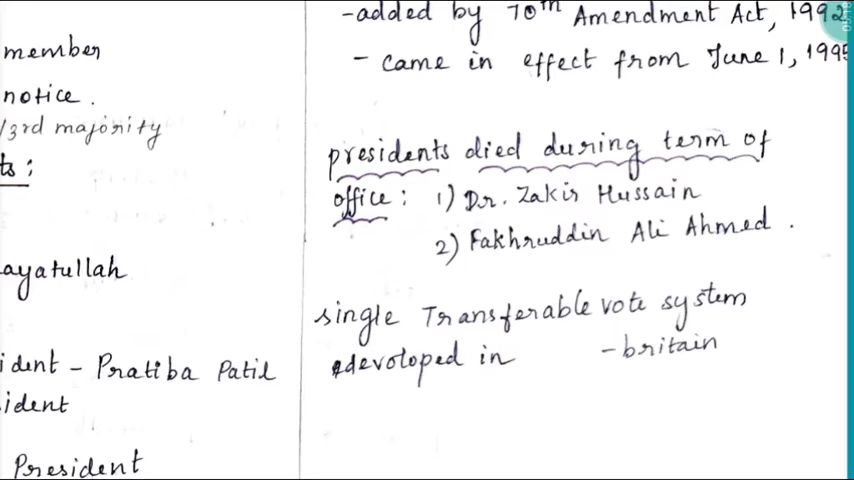 member
notice.
/3rd majority
ts:
ayatullah
ident - Pratiba Patil
ident
President
-added by 70th Amendment Act, 1992
- came in effect from June 1, 1995
presidents died during term of
office: 1) Dr. Zakir Hussain
2) Fakhruddin Ali Ahmed.
single Transferable vote system
devoloped in - britain